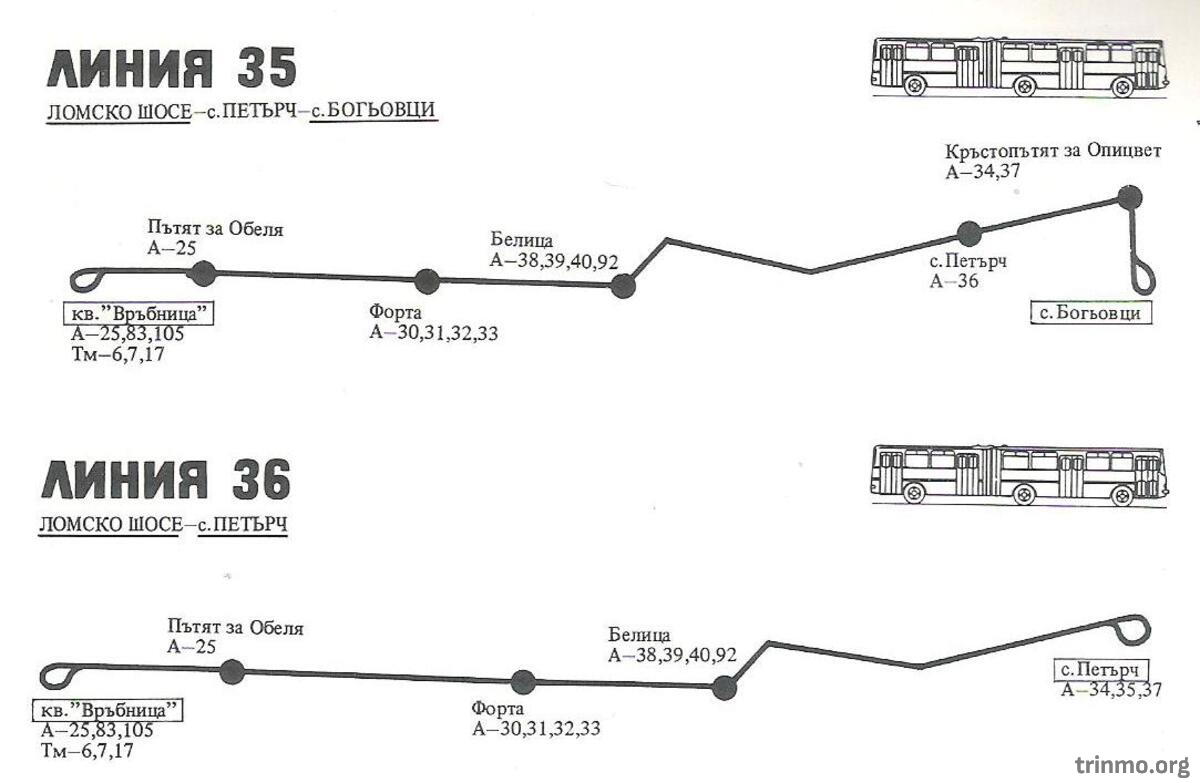 ЛИНИЯ 35
ЛОМСКО ШОСЕ–с.ПЕТЪРЧ–с.БОГЬОВЦИ
Кръстопътят за Опицвет
А–34,37
Пътят за Обеля
А–25
Белица
А–38,39,40,92
с.Петърч
А–36
кв."Връбница"
А–25,83,105
Тм–6,7,17
Форта
А–30,31,32,33
с.Богьовци
ЛИНИЯ 36
ЛОМСКО ШОСЕ–с.ПЕТЪРЧ
Пътят за Обеля
А–25
Белица
А–38,39,40,92
с.Петърч
А–34,35,37
кв."Връбница"
А–25,83,105
Тм–6,7,17
Форта
А–30,31,32,33
trinmo.org